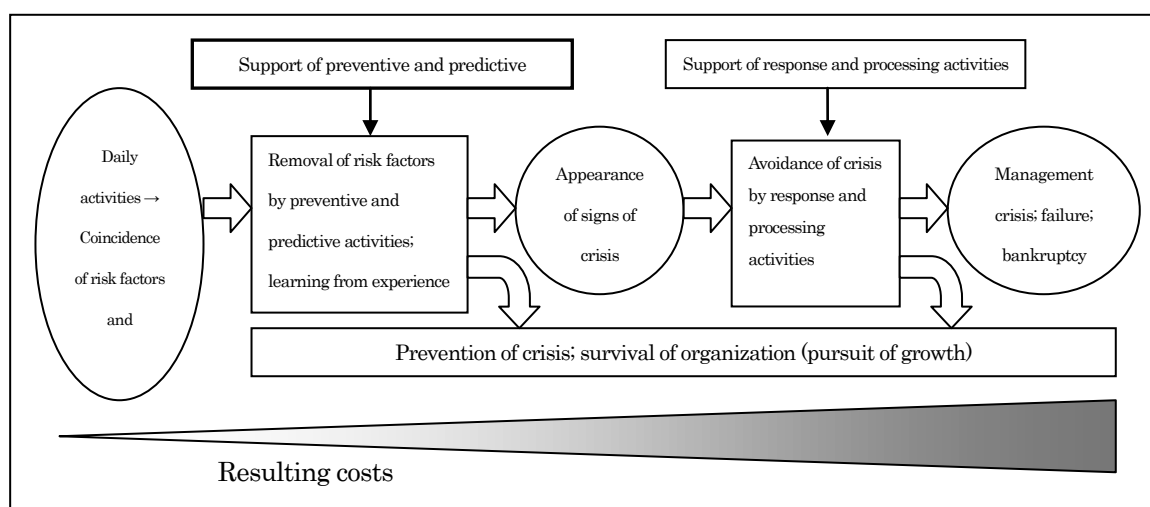 Support of preventive and predictive
Support of response and processing activities
Daily
activities →
Coincidence
of risk factors
and
Removal of risk factors
by preventive and
predictive activities;
learning from experience
Appearance
of signs of
crisis
Avoidance of crisis
by response and
processing
activities
Management
crisis; failure;
bankruptcy
Prevention of crisis; survival of organization (pursuit of growth)
Resulting costs